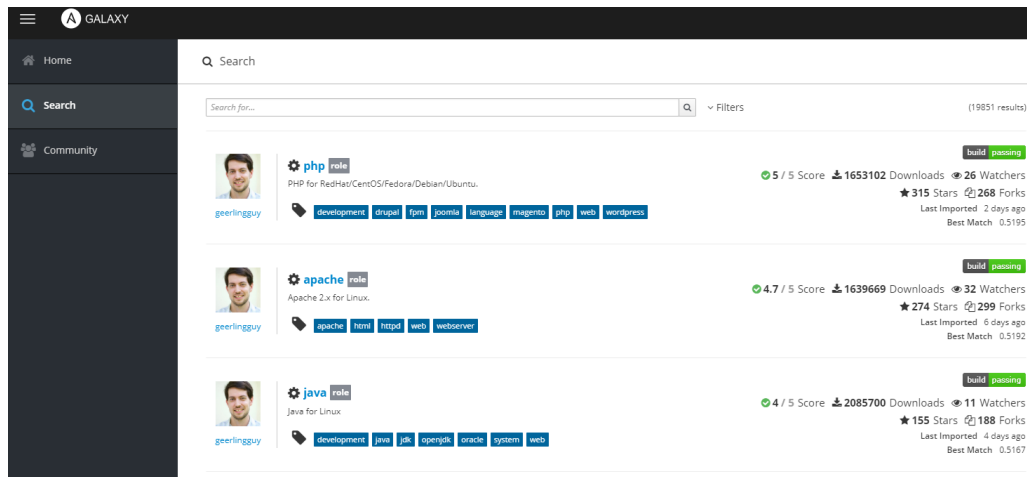 A GALAXY
Home
Search
Community
Search
Search for...
Filters
(19851 results)
geerlingguy
php role
PHP for RedHat/CentOS/Fedora/Debian/Ubuntu.
development drupal fpm joomla language magento php web wordpress
build passing
5 / 5 Score 1653102 Downloads 26 Watchers
315 Stars 268 Forks
Last Imported 2 days ago
Best Match 0.5195
geerlingguy
apache role
Apache 2.x for Linux.
apache html httpd web webserver
build passing
4.7 / 5 Score 1639669 Downloads 32 Watchers
274 Stars 299 Forks
Last Imported 6 days ago
Best Match 0.5192
geerlingguy
java role
Java for Linux
development java jdk openjdk oracle system web
build passing
4 / 5 Score 2085700 Downloads 11 Watchers
155 Stars 188 Forks
Last Imported 4 days ago
Best Match 0.5167